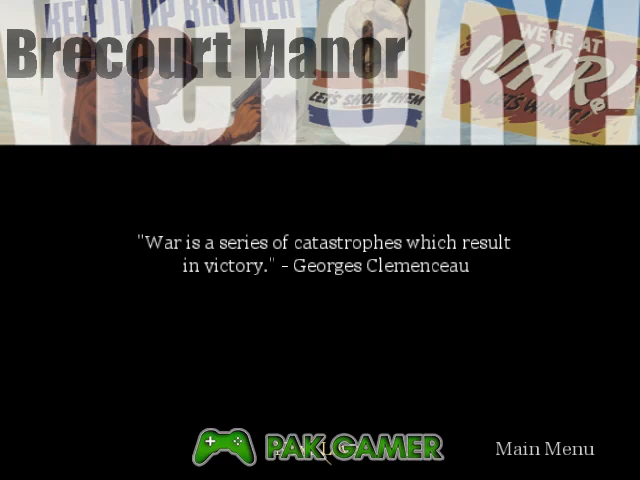 KEEP IT UP BROTHER
VICTORY
Brecourt Manor
LET'S SHOW THEM
WE'RE AT
WAR!
LET'S WIN IT!
"War is a series of catastrophes which result
in victory." - Georges Clemenceau
PAK GAMER
Main Menu